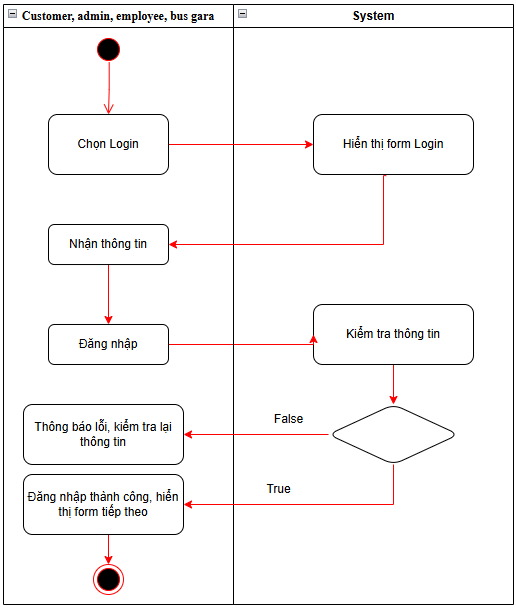 Customer, admin, employee, bus gara
System
Chọn Login
Hiển thị form Login
Nhận thông tin
Đăng nhập
Kiểm tra thông tin
False
Thông báo lỗi, kiểm tra lại
thông tin
True
Đăng nhập thành công, hiển
thị form tiếp theo